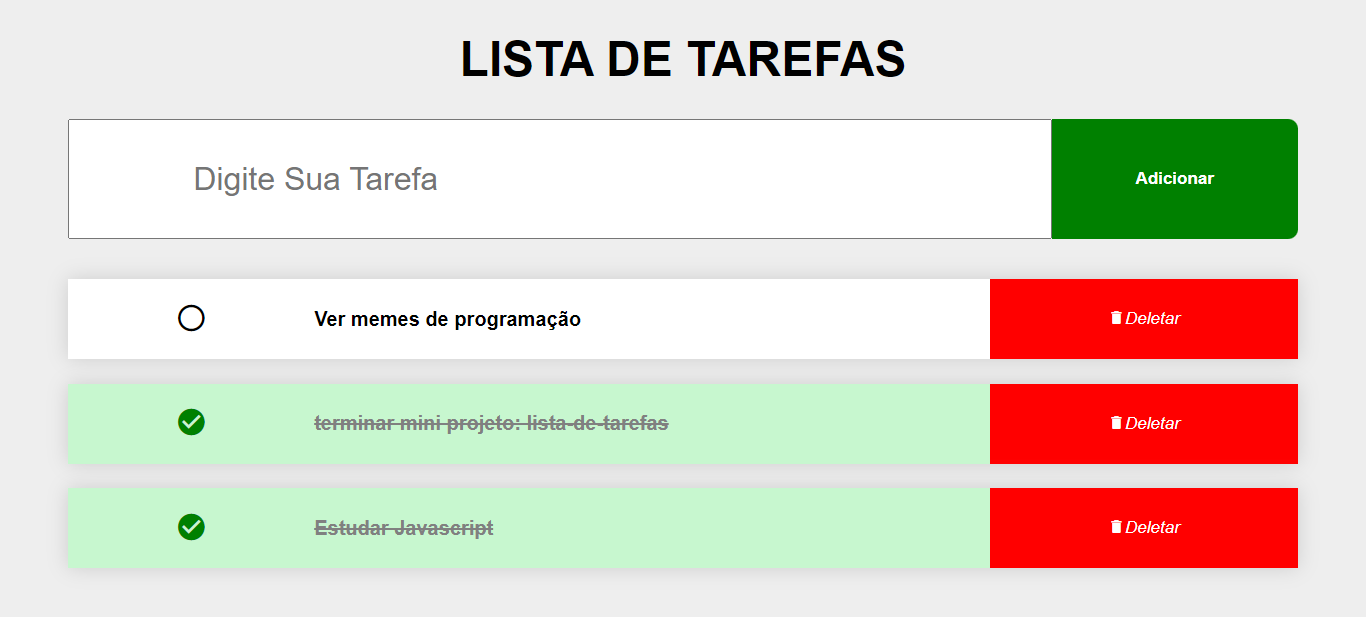 LISTA DE TAREFAS
Digite Sua Tarefa
Adicionar
Ver memes de programação
Deletar
terminar mini projeto: lista-de-tarefas
Deletar
Estudar Javascript
Deletar